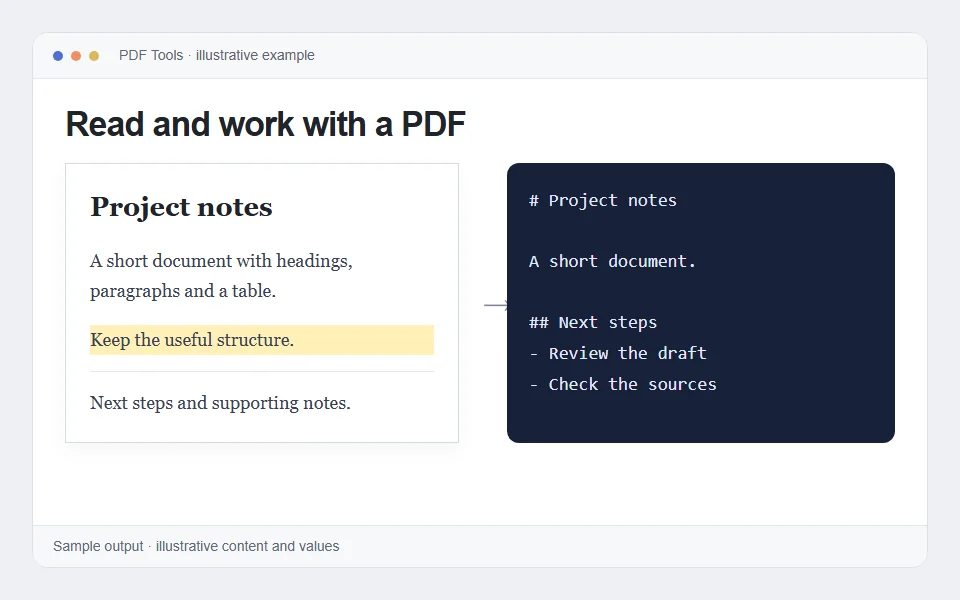 PDF Tools · illustrative example
Read and work with a PDF
Project notes
A short document with headings,
paragraphs and a table.
Keep the useful structure.
Next steps and supporting notes.
# Project notes
A short document.
## Next steps
- Review the draft
- Check the sources
Sample output · illustrative content and values